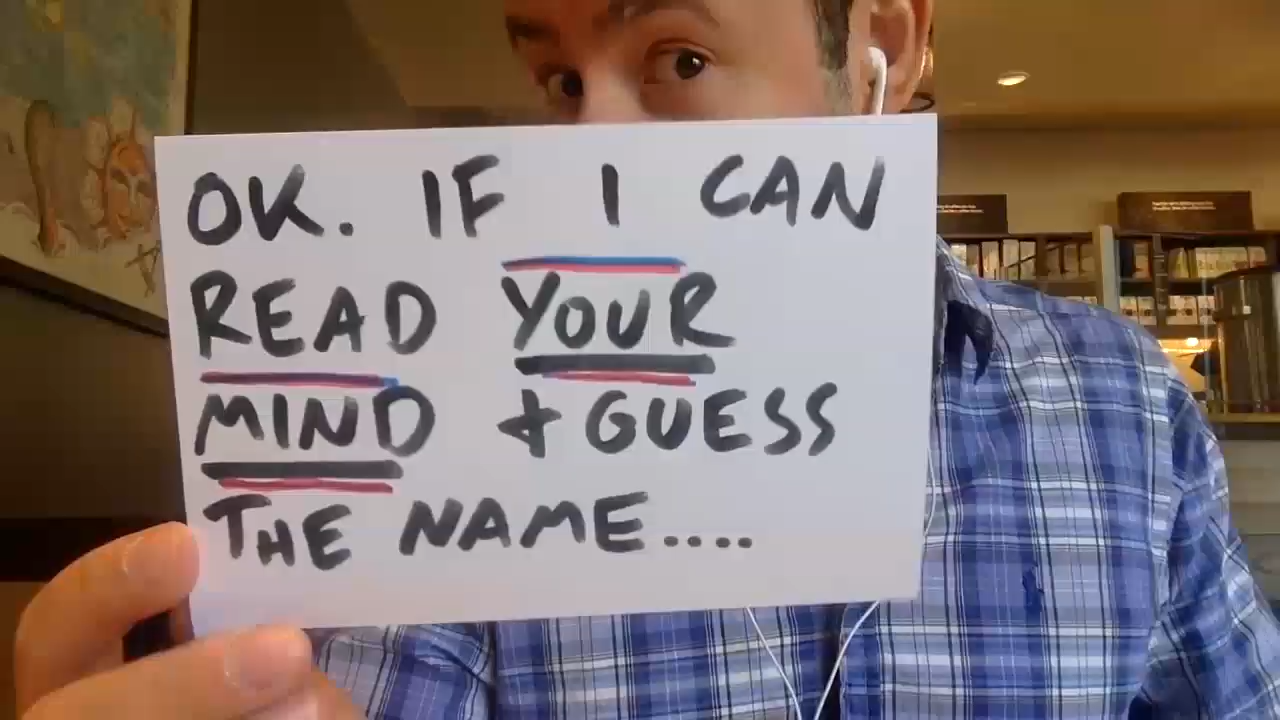 OK. IF I CAN
READ YOUR
MIND + GUESS
THE NAME....